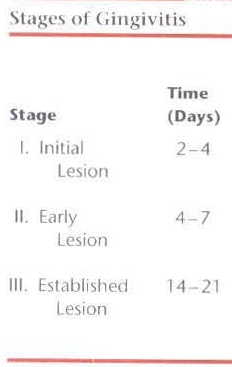 Stages of Gingivitis
Time
Stage (Days)
I. Initial 2–4
Lesion
II. Early 4–7
Lesion
III. Established 14–21
Lesion